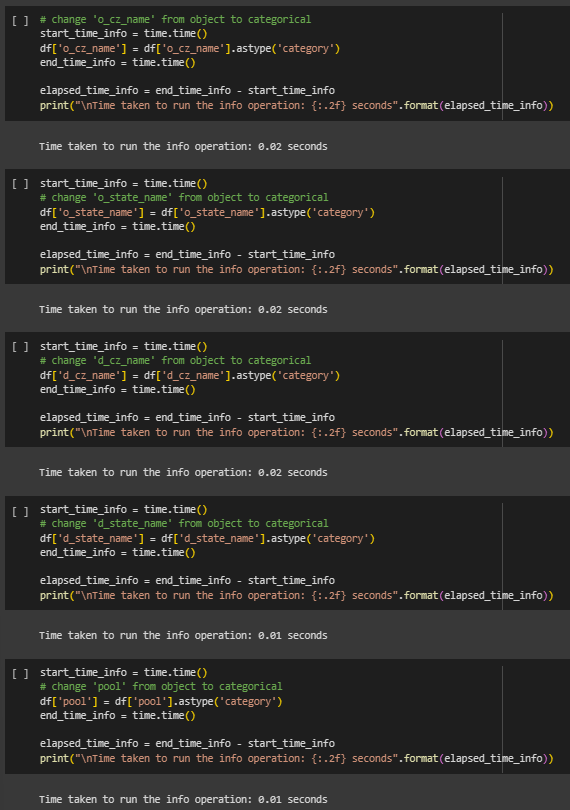 [ ] # change 'o_cz_name' from object to categorical
start_time_info = time.time()
df['o_cz_name'] = df['o_cz_name'].astype('category')
end_time_info = time.time()
elapsed_time_info = end_time_info - start_time_info
print("\nTime taken to run the info operation: {:.2f} seconds".format(elapsed_time_info))
Time taken to run the info operation: 0.02 seconds
[ ] start_time_info = time.time()
# change 'o_state_name' from object to categorical
df['o_state_name'] = df['o_state_name'].astype('category')
end_time_info = time.time()
elapsed_time_info = end_time_info - start_time_info
print("\nTime taken to run the info operation: {:.2f} seconds".format(elapsed_time_info))
Time taken to run the info operation: 0.02 seconds
[ ] start_time_info = time.time()
# change 'd_cz_name' from object to categorical
df['d_cz_name'] = df['d_cz_name'].astype('category')
end_time_info = time.time()
elapsed_time_info = end_time_info - start_time_info
print("\nTime taken to run the info operation: {:.2f} seconds".format(elapsed_time_info))
Time taken to run the info operation: 0.02 seconds
[ ] start_time_info = time.time()
# change 'd_state_name' from object to categorical
df['d_state_name'] = df['d_state_name'].astype('category')
end_time_info = time.time()
elapsed_time_info = end_time_info - start_time_info
print("\nTime taken to run the info operation: {:.2f} seconds".format(elapsed_time_info))
Time taken to run the info operation: 0.01 seconds
[ ] start_time_info = time.time()
# change 'pool' from object to categorical
df['pool'] = df['pool'].astype('category')
end_time_info = time.time()
elapsed_time_info = end_time_info - start_time_info
print("\nTime taken to run the info operation: {:.2f} seconds".format(elapsed_time_info))
Time taken to run the info operation: 0.01 seconds